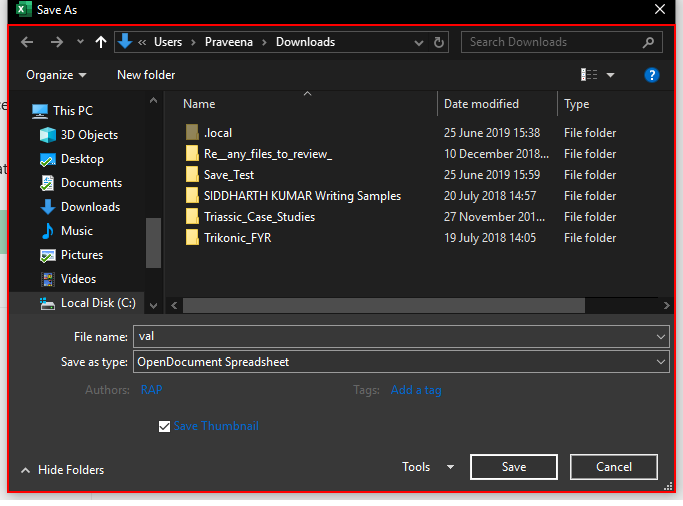 Save As
« Users > Praveena > Downloads
Search Downloads
Organize
New folder
?
Name
Date modified
Type
This PC
3D Objects
Desktop
Documents
Downloads
Music
Pictures
Videos
Local Disk (C:)
.local 25 June 2019 15:38 File folder
Re__any_files_to_review_ 10 December 2018... File folder
Save_Test 25 June 2019 15:59 File folder
SIDDHARTH KUMAR Writing Samples 20 July 2018 14:57 File folder
Triassic_Case_Studies 27 November 201... File folder
Trikonic_FYR 19 July 2018 14:05 File folder
File name: val
Save as type: OpenDocument Spreadsheet
Authors: RAP
Tags: Add a tag
Save Thumbnail
Hide Folders
Tools
Save
Cancel